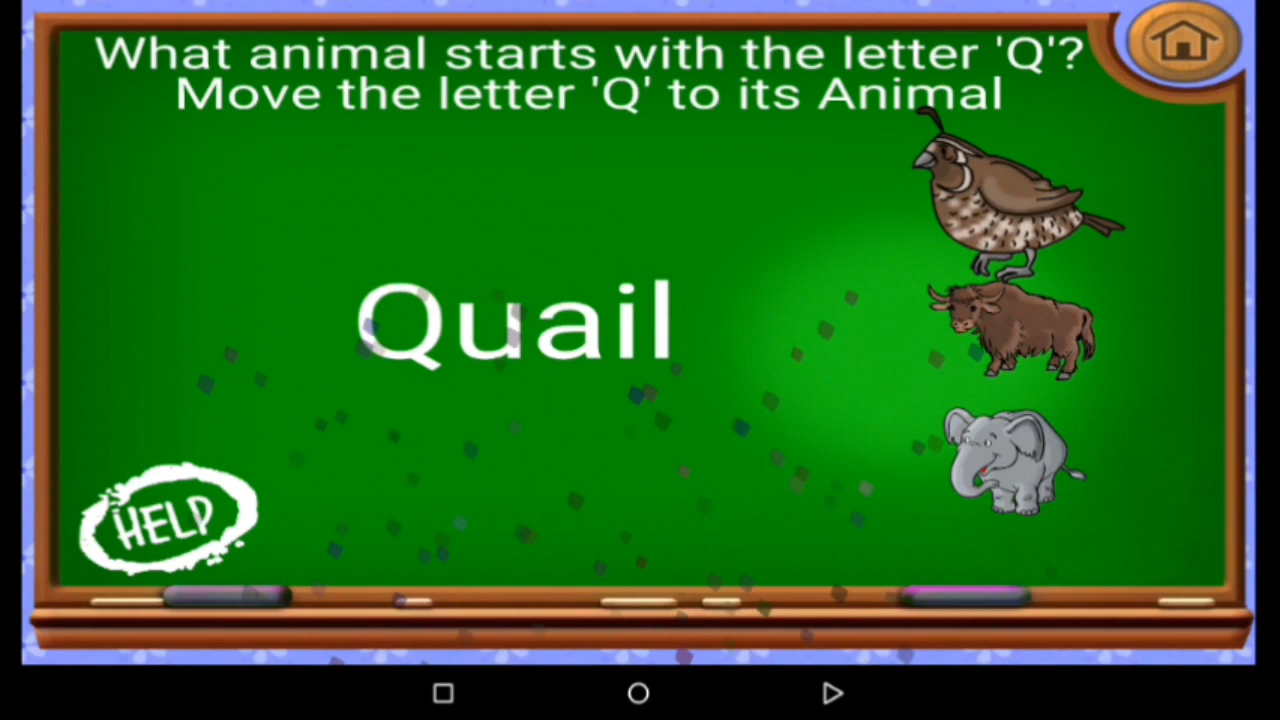 What animal starts with the letter 'Q'?
Move the letter 'Q' to its Animal
Quail
HELP